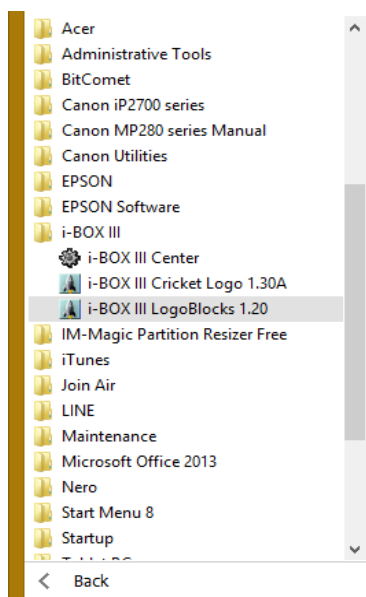 Acer
Administrative Tools
BitComet
Canon iP2700 series
Canon MP280 series Manual
Canon Utilities
EPSON
EPSON Software
i-BOX III
i-BOX III Center
i-BOX III Cricket Logo 1.30A
i-BOX III LogoBlocks 1.20
IM-Magic Partition Resizer Free
iTunes
Join Air
LINE
Maintenance
Microsoft Office 2013
Nero
Start Menu 8
Startup
Tablet PC
Back